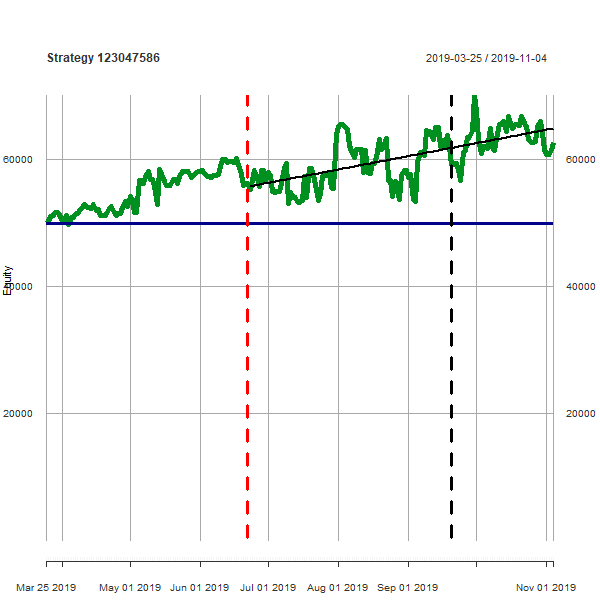 Strategy 123047586
2019-03-25 / 2019-11-04
60000
60000
Equity
40000
40000
20000
20000
Mar 25 2019
May 01 2019
Jun 01 2019
Jul 01 2019
Aug 01 2019
Sep 01 2019
Nov 01 2019